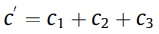 c′ = c₁ + c₂ + c₃